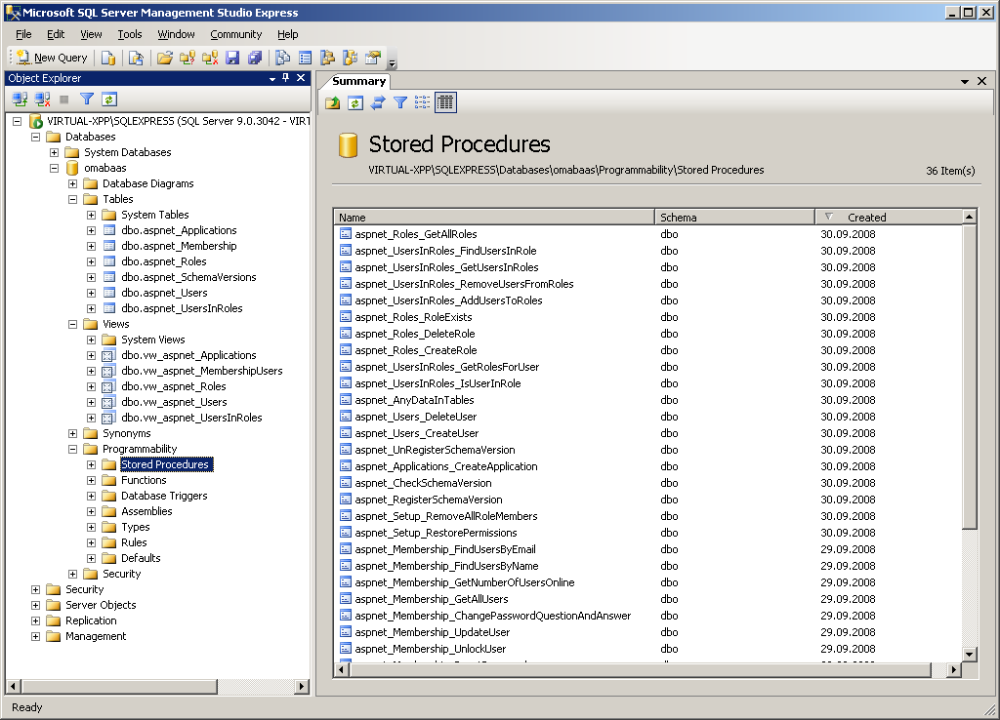 Microsoft SQL Server Management Studio Express
File Edit View Tools Window Community Help
New Query
Object Explorer
VIRTUAL-XPP\SQLEXPRESS (SQL Server 9.0.3042 - VIRT
Databases
System Databases
omabaas
Database Diagrams
Tables
System Tables
dbo.aspnet_Applications
dbo.aspnet_Membership
dbo.aspnet_Roles
dbo.aspnet_SchemaVersions
dbo.aspnet_Users
dbo.aspnet_UsersInRoles
Views
System Views
dbo.vw_aspnet_Applications
dbo.vw_aspnet_MembershipUsers
dbo.vw_aspnet_Roles
dbo.vw_aspnet_Users
dbo.vw_aspnet_UsersInRoles
Synonyms
Programmability
Stored Procedures
Functions
Database Triggers
Assemblies
Types
Rules
Defaults
Security
Security
Server Objects
Replication
Management
Summary
Stored Procedures
VIRTUAL-XPP\SQLEXPRESS\Databases\omabaas\Programmability\Stored Procedures 36 Item(s)
Name Schema Created
aspnet_Roles_GetAllRoles dbo 30.09.2008
aspnet_UsersInRoles_FindUsersInRole dbo 30.09.2008
aspnet_UsersInRoles_GetUsersInRoles dbo 30.09.2008
aspnet_UsersInRoles_RemoveUsersFromRoles dbo 30.09.2008
aspnet_UsersInRoles_AddUsersToRoles dbo 30.09.2008
aspnet_Roles_RoleExists dbo 30.09.2008
aspnet_Roles_DeleteRole dbo 30.09.2008
aspnet_Roles_CreateRole dbo 30.09.2008
aspnet_UsersInRoles_GetRolesForUser dbo 30.09.2008
aspnet_UsersInRoles_IsUserInRole dbo 30.09.2008
aspnet_AnyDataInTables dbo 30.09.2008
aspnet_Users_DeleteUser dbo 30.09.2008
aspnet_Users_CreateUser dbo 30.09.2008
aspnet_UnRegisterSchemaVersion dbo 30.09.2008
aspnet_Applications_CreateApplication dbo 30.09.2008
aspnet_CheckSchemaVersion dbo 30.09.2008
aspnet_RegisterSchemaVersion dbo 30.09.2008
aspnet_Setup_RemoveAllRoleMembers dbo 30.09.2008
aspnet_Setup_RestorePermissions dbo 30.09.2008
aspnet_Membership_FindUsersByEmail dbo 29.09.2008
aspnet_Membership_FindUsersByName dbo 29.09.2008
aspnet_Membership_GetNumberOfUsersOnline dbo 29.09.2008
aspnet_Membership_GetAllUsers dbo 29.09.2008
aspnet_Membership_ChangePasswordQuestionAndAnswer dbo 29.09.2008
aspnet_Membership_UpdateUser dbo 29.09.2008
aspnet_Membership_UnlockUser dbo 29.09.2008
Ready